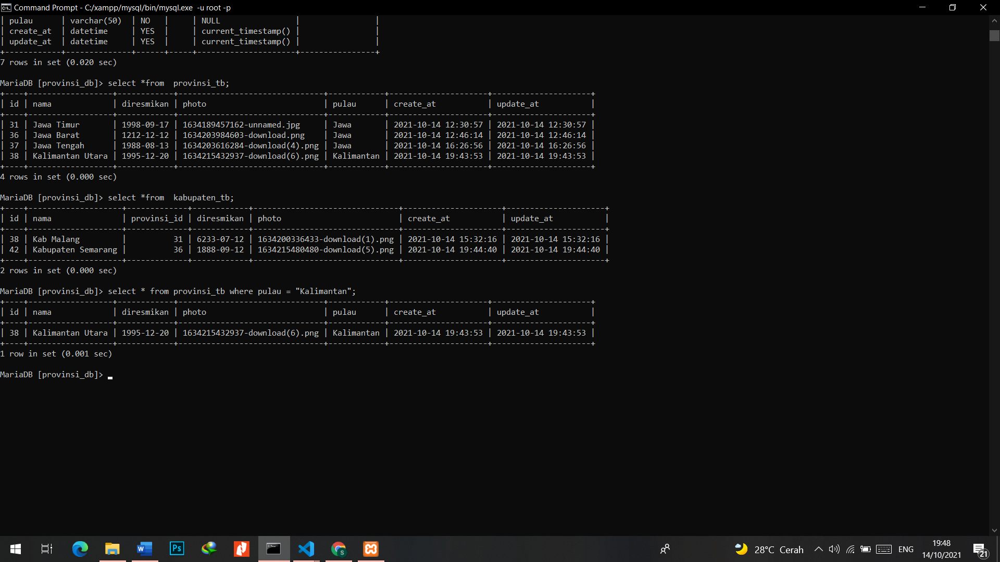 Command Prompt - C:/xampp/mysql/bin/mysql.exe  -u root -p
| pulau      | varchar(50)  | NO   |     | NULL                |                |
| create_at  | datetime     | YES  |     | current_timestamp() |                |
| update_at  | datetime     | YES  |     | current_timestamp() |                |
+------------+--------------+------+-----+---------------------+----------------+
7 rows in set (0.020 sec)
MariaDB [provinsi_db]> select *from  provinsi_tb;
+----+------------------+------------+-------------------------------+------------+---------------------+---------------------+
| id | nama             | diresmikan | photo                         | pulau      | create_at           | update_at           |
+----+------------------+------------+-------------------------------+------------+---------------------+---------------------+
| 31 | Jawa Timur       | 1998-09-17 | 1634189457162-unnamed.jpg     | Jawa       | 2021-10-14 12:30:57 | 2021-10-14 12:30:57 |
| 36 | Jawa Barat       | 1212-12-12 | 1634203984603-download.png    | Jawa       | 2021-10-14 12:46:14 | 2021-10-14 12:46:14 |
| 37 | Jawa Tengah      | 1988-08-13 | 1634203616284-download(4).png | Jawa       | 2021-10-14 16:26:56 | 2021-10-14 16:26:56 |
| 38 | Kalimantan Utara | 1995-12-20 | 1634215432937-download(6).png | Kalimantan | 2021-10-14 19:43:53 | 2021-10-14 19:43:53 |
+----+------------------+------------+-------------------------------+------------+---------------------+---------------------+
4 rows in set (0.000 sec)
MariaDB [provinsi_db]> select *from  kabupaten_tb;
+----+--------------------+-------------+------------+-------------------------------+---------------------+---------------------+
| id | nama               | provinsi_id | diresmikan | photo                         | create_at           | update_at           |
+----+--------------------+-------------+------------+-------------------------------+---------------------+---------------------+
| 38 | Kab Malang         |          31 | 6233-07-12 | 1634200336433-download(1).png | 2021-10-14 15:32:16 | 2021-10-14 15:32:16 |
| 42 | Kabupaten Semarang |          36 | 1888-09-12 | 1634215480480-download(5).png | 2021-10-14 19:44:40 | 2021-10-14 19:44:40 |
+----+--------------------+-------------+------------+-------------------------------+---------------------+---------------------+
2 rows in set (0.000 sec)
MariaDB [provinsi_db]> select * from provinsi_tb where pulau = "Kalimantan";
+----+------------------+------------+-------------------------------+------------+---------------------+---------------------+
| id | nama             | diresmikan | photo                         | pulau      | create_at           | update_at           |
+----+------------------+------------+-------------------------------+------------+---------------------+---------------------+
| 38 | Kalimantan Utara | 1995-12-20 | 1634215432937-download(6).png | Kalimantan | 2021-10-14 19:43:53 | 2021-10-14 19:43:53 |
+----+------------------+------------+-------------------------------+------------+---------------------+---------------------+
1 row in set (0.001 sec)
MariaDB [provinsi_db]>
W Ps S 28°C Cerah ENG 19:48
14/10/2021 21